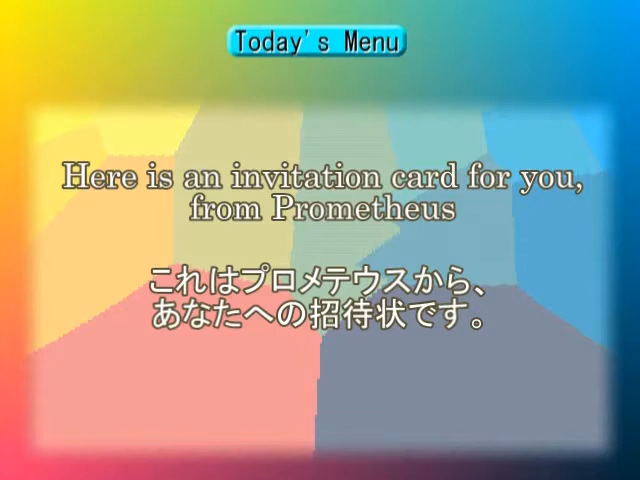 Today's Menu
Here is an invitation card for you,
from Prometheus
これはプロメテウスから、
あなたへの招待状です。